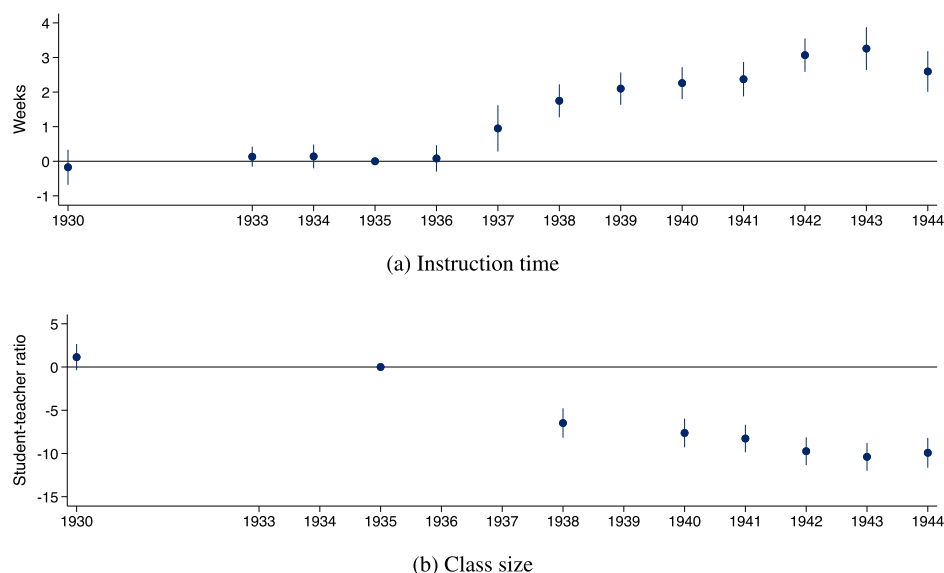 Weeks
4
3
2
1
0
-1
1930 1933 1934 1935 1936 1937 1938 1939 1940 1941 1942 1943 1944
(a) Instruction time
Student-teacher ratio
5
0
-5
-10
-15
1930 1933 1934 1935 1936 1937 1938 1939 1940 1941 1942 1943 1944
(b) Class size